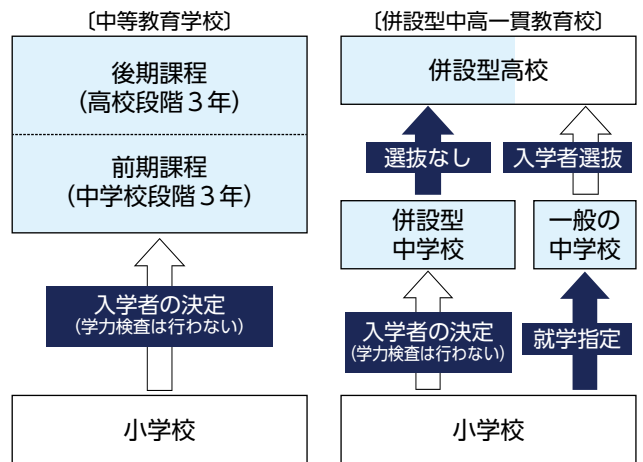 〔中等教育学校〕
後期課程
(高校段階３年)
前期課程
(中学校段階３年)
入学者の決定
(学力検査は行わない)
小学校
〔併設型中高一貫教育校〕
併設型高校
選抜なし
入学者選抜
併設型
中学校
一般の
中学校
入学者の決定
(学力検査は行わない)
就学指定
小学校